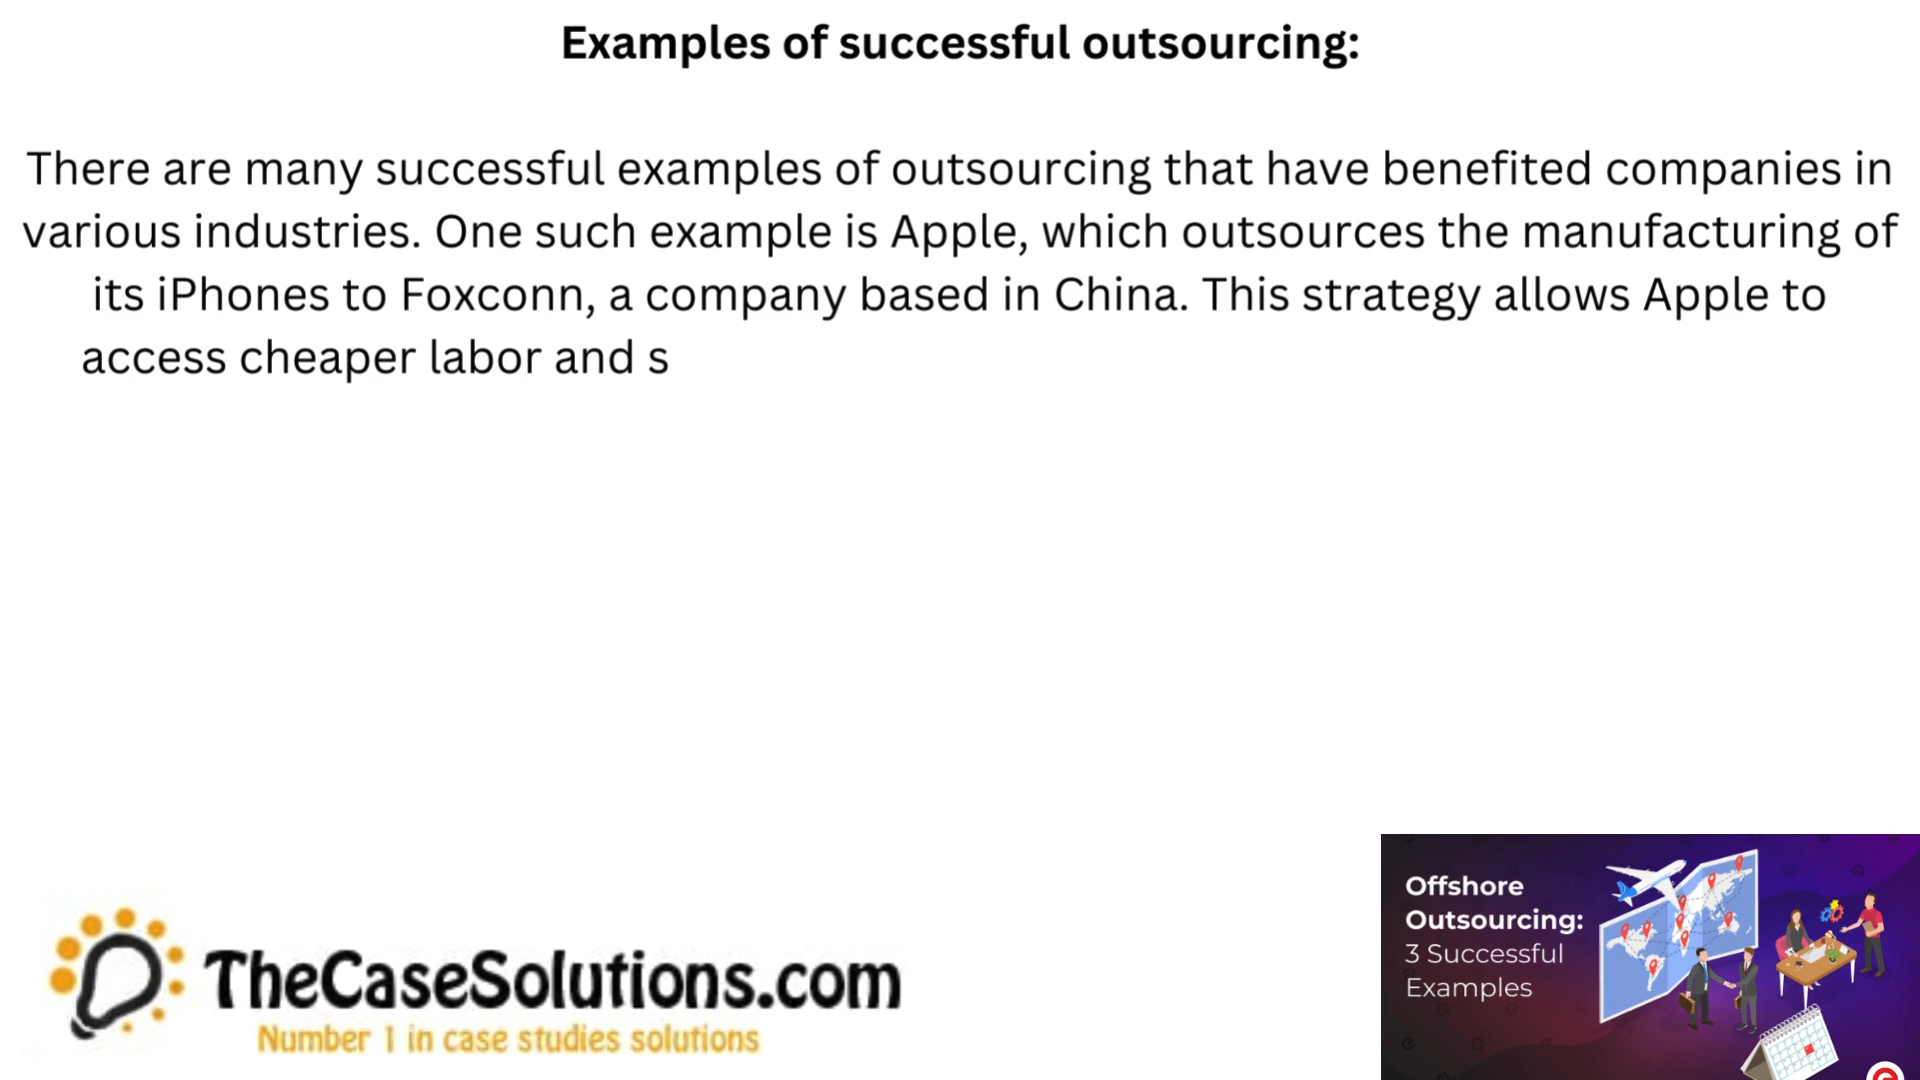 Examples of successful outsourcing:
There are many successful examples of outsourcing that have benefited companies in
various industries. One such example is Apple, which outsources the manufacturing of
its iPhones to Foxconn, a company based in China. This strategy allows Apple to
access cheaper labor and s
TheCaseSolutions.com
Number 1 in case studies solutions
Offshore
Outsourcing:
3 Successful
Examples